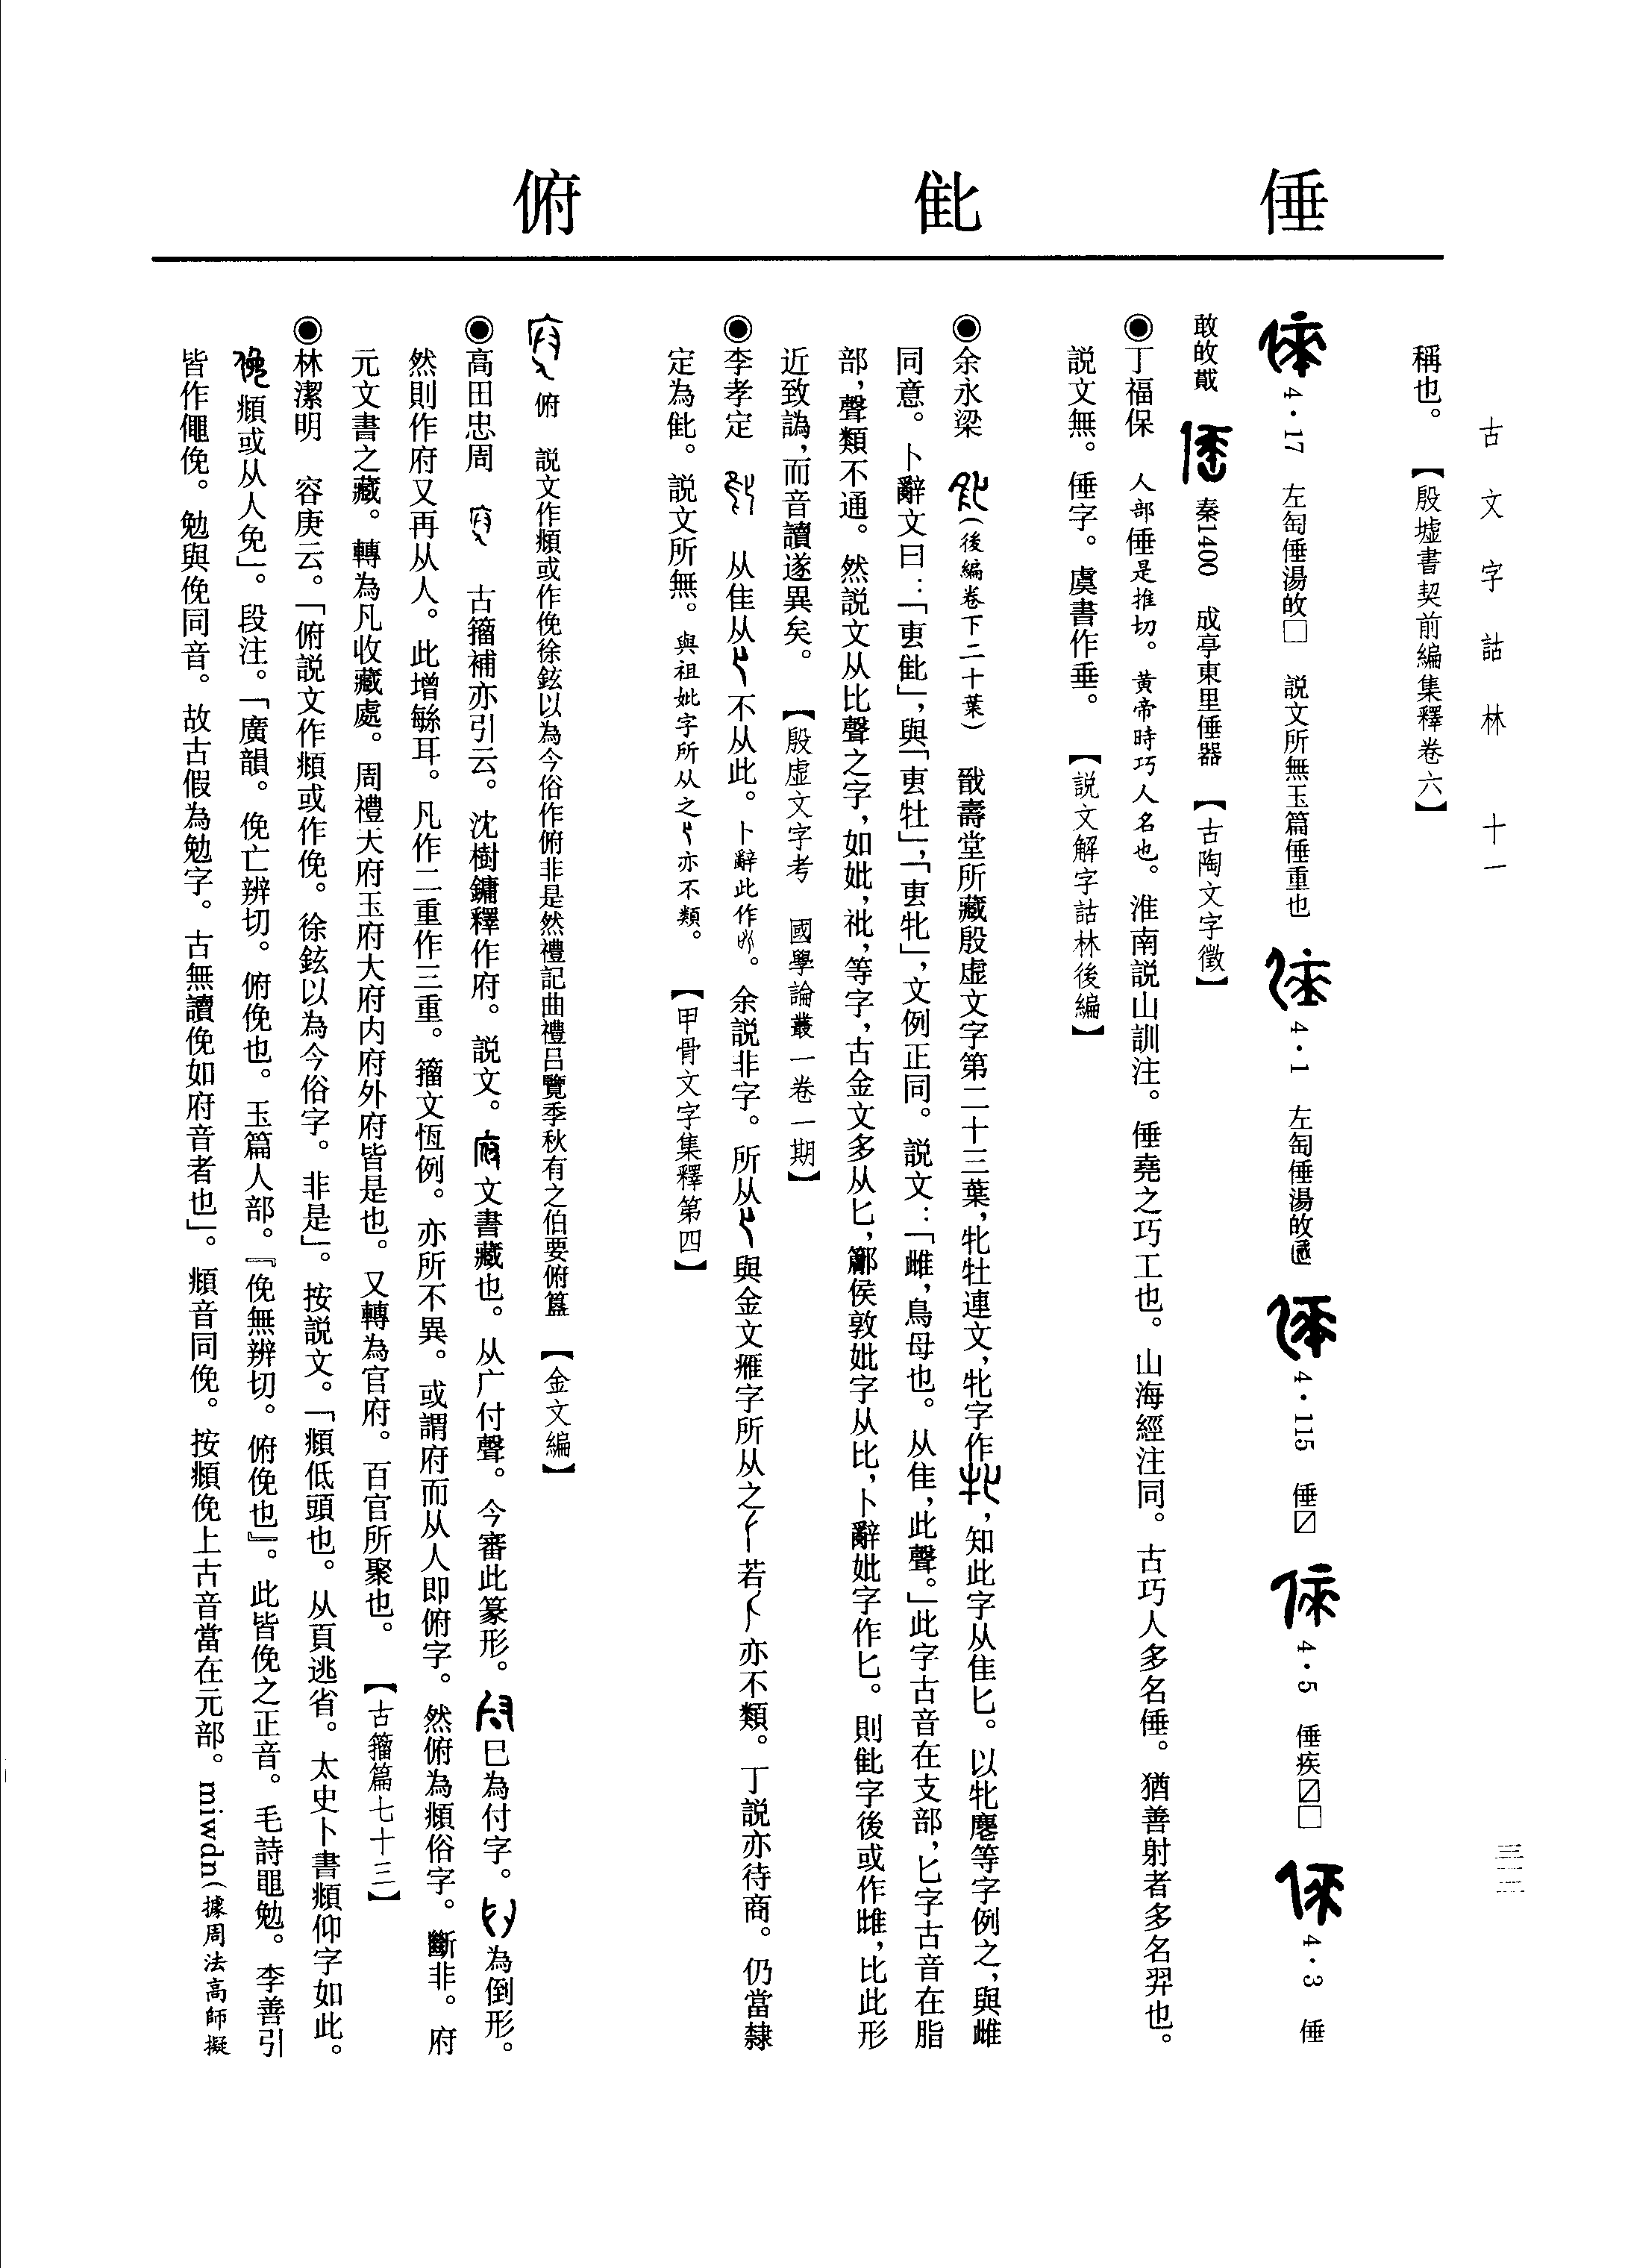 古文字詁林　十一
三二二
俯　㐵　倕
稱也。【殷墟書契前編集釋卷六】
4·17　左匋倕湯敀□　説文所無玉篇倕重也　4·1　左匋倕湯敀　4·115　倕〼　4·5　倕疾〼□　4·3　倕
敢敀戠　秦1400　成亭東里倕器　【古陶文字徵】
◉丁福保　人部倕是推切。黄帝時巧人名也。淮南説山訓注。倕堯之巧工也。山海經注同。古巧人多名倕。猶善射者多名羿也。
説文無。倕字。虞書作垂。　【説文解字詁林後編】
◉余永梁　(後編卷下二十葉)　戩壽堂所藏殷虚文字第二十三葉，牝牡連文，牝字作，知此字从隹匕。以牝麀等字例之，與雌
同意。卜辭文曰：「叀」，與「叀牡」，「叀牝」，文例正同。説文：「雌，鳥母也。从隹，此聲。」此字古音在支部，匕字古音在脂
部，聲類不通。然説文从比聲之字，如妣，祉，等字，古金文多从匕，鄘侯敦妣字从比，卜辭妣字作匕。則字後或作雌，比此形
近致譌，而音讀遂異矣。　【殷虚文字考　國學論叢一卷一期】
◉李孝定　从隹从不从此。卜辭此作。余説非字。所从與金文雁字所从之若亦不類。丁説亦待商。仍當隸
定為。説文所無。與祖妣字所从之亦不類。　【甲骨文字集釋第四】
俯　説文作頫或作俛徐鉉以為今俗作俯非是然禮記曲禮吕覽季秋有之伯要俯簋　【金文編】
◉高田忠周　古籀補亦引云。沈樹鏞釋作府。説文。文書藏也。从广付聲。今審此篆形。巳為付字。為倒形。
然則作府又再从人。此增緐耳。凡作二重作三重。籀文恆例。亦所不異。或謂府而从人即俯字。然俯為頫俗字。斷非。府
元文書之藏。轉為凡收藏處。周禮天府玉府大府内府外府皆是也。又轉為官府。百官所聚也。　【古籀篇七十三】
◉林潔明　容庚云。「俯説文作頫或作俛。徐鉉以為今俗字。非是」。按説文。「頫低頭也。从頁逃省。太史卜書頫仰字如此。
頫或从人免」。段注。「廣韻。俛亡辨切。俯俛也。玉篇人部。『俛無辨切。俯俛也』。此皆俛之正音。毛詩黽勉。李善引
皆作僶俛。勉與俛同音。故古假為勉字。古無讀俛如府音者也」。頫音同俛。按頫俛上古音當在元部。miwdn(據周法高師擬